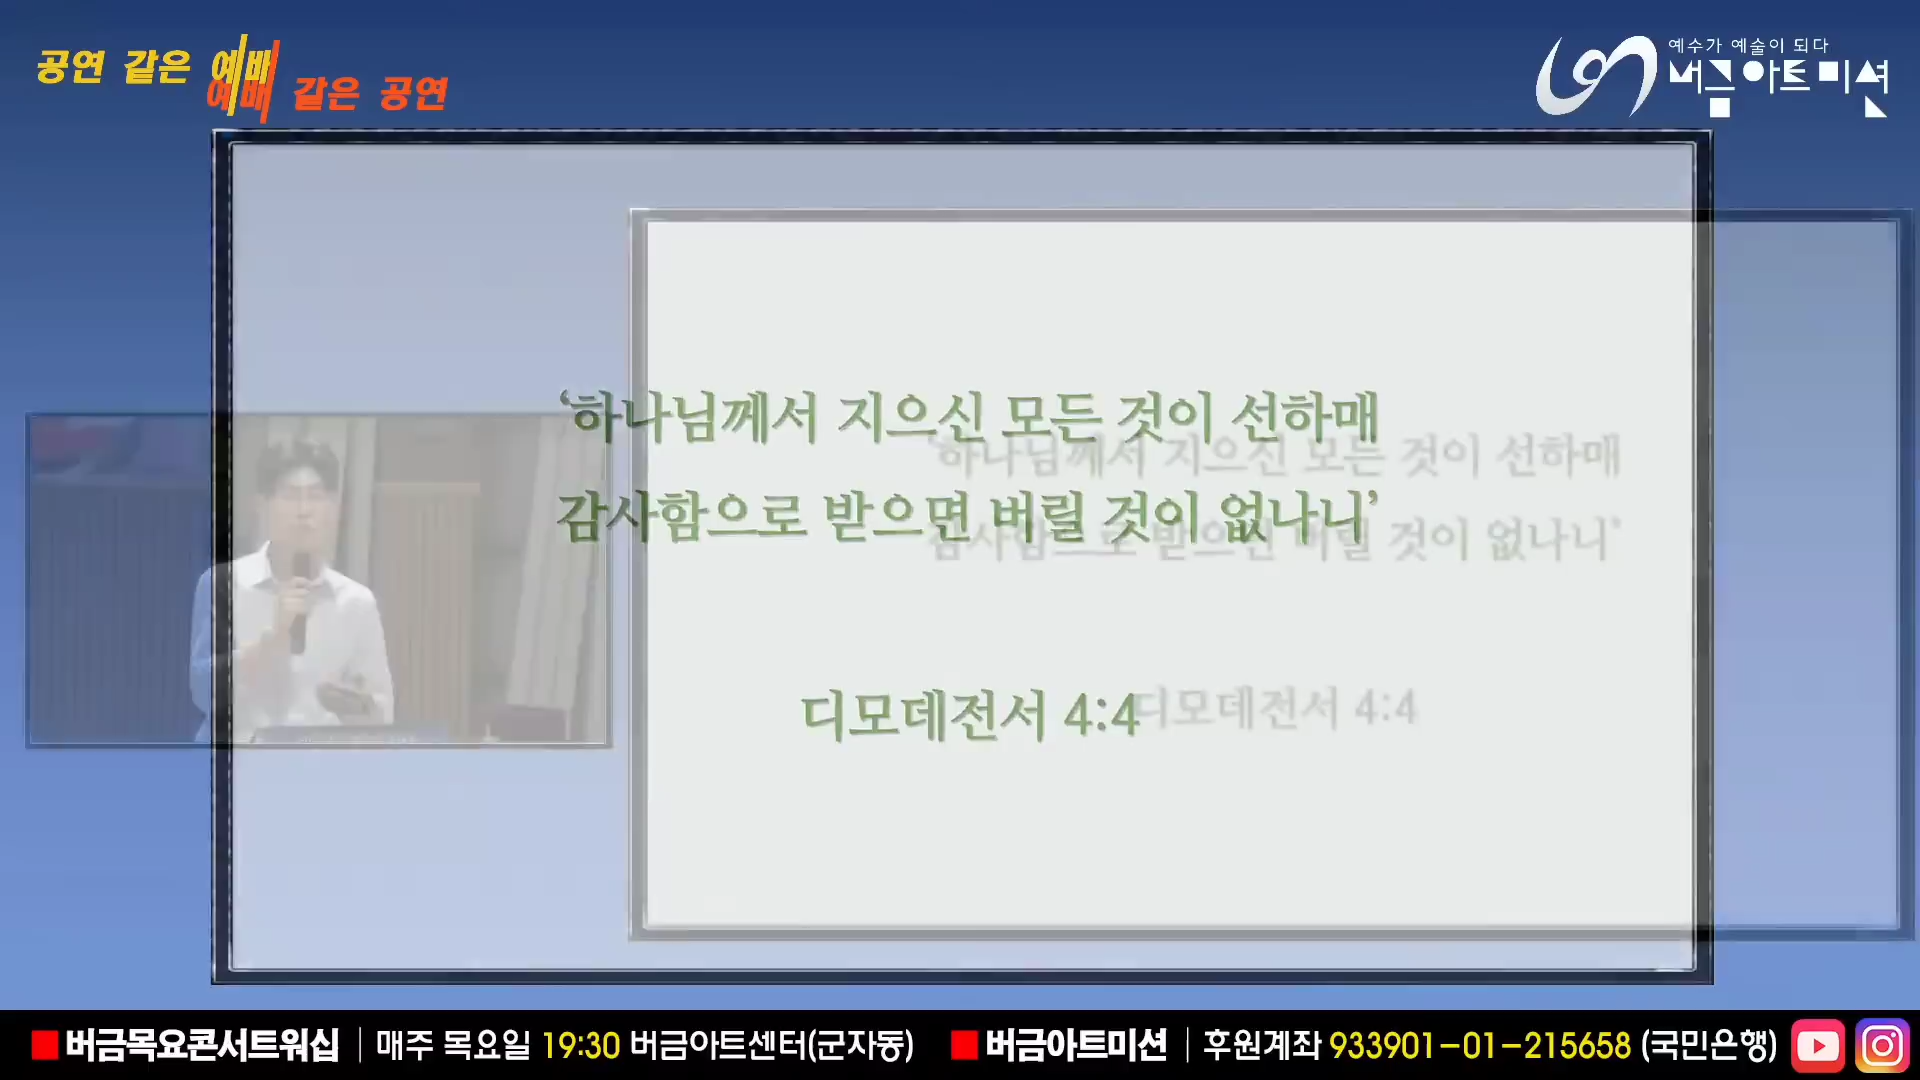 공연 같은 예배
예배 같은 공연
예수가 예술이 되다
버금아트미션
‘하나님께서 지으신 모든 것이 선하매
감사함으로 받으면 버릴 것이 없나니’
디모데전서 4:4
‘하나님께서 지으신 모든 것이 선하매
감사함으로 받으면 버릴 것이 없나니’
디모데전서 4:4
버금목요콘서트워십 | 매주 목요일 19:30 버금아트센터(군자동) 버금아트미션 | 후원계좌 933901-01-215658 (국민은행)